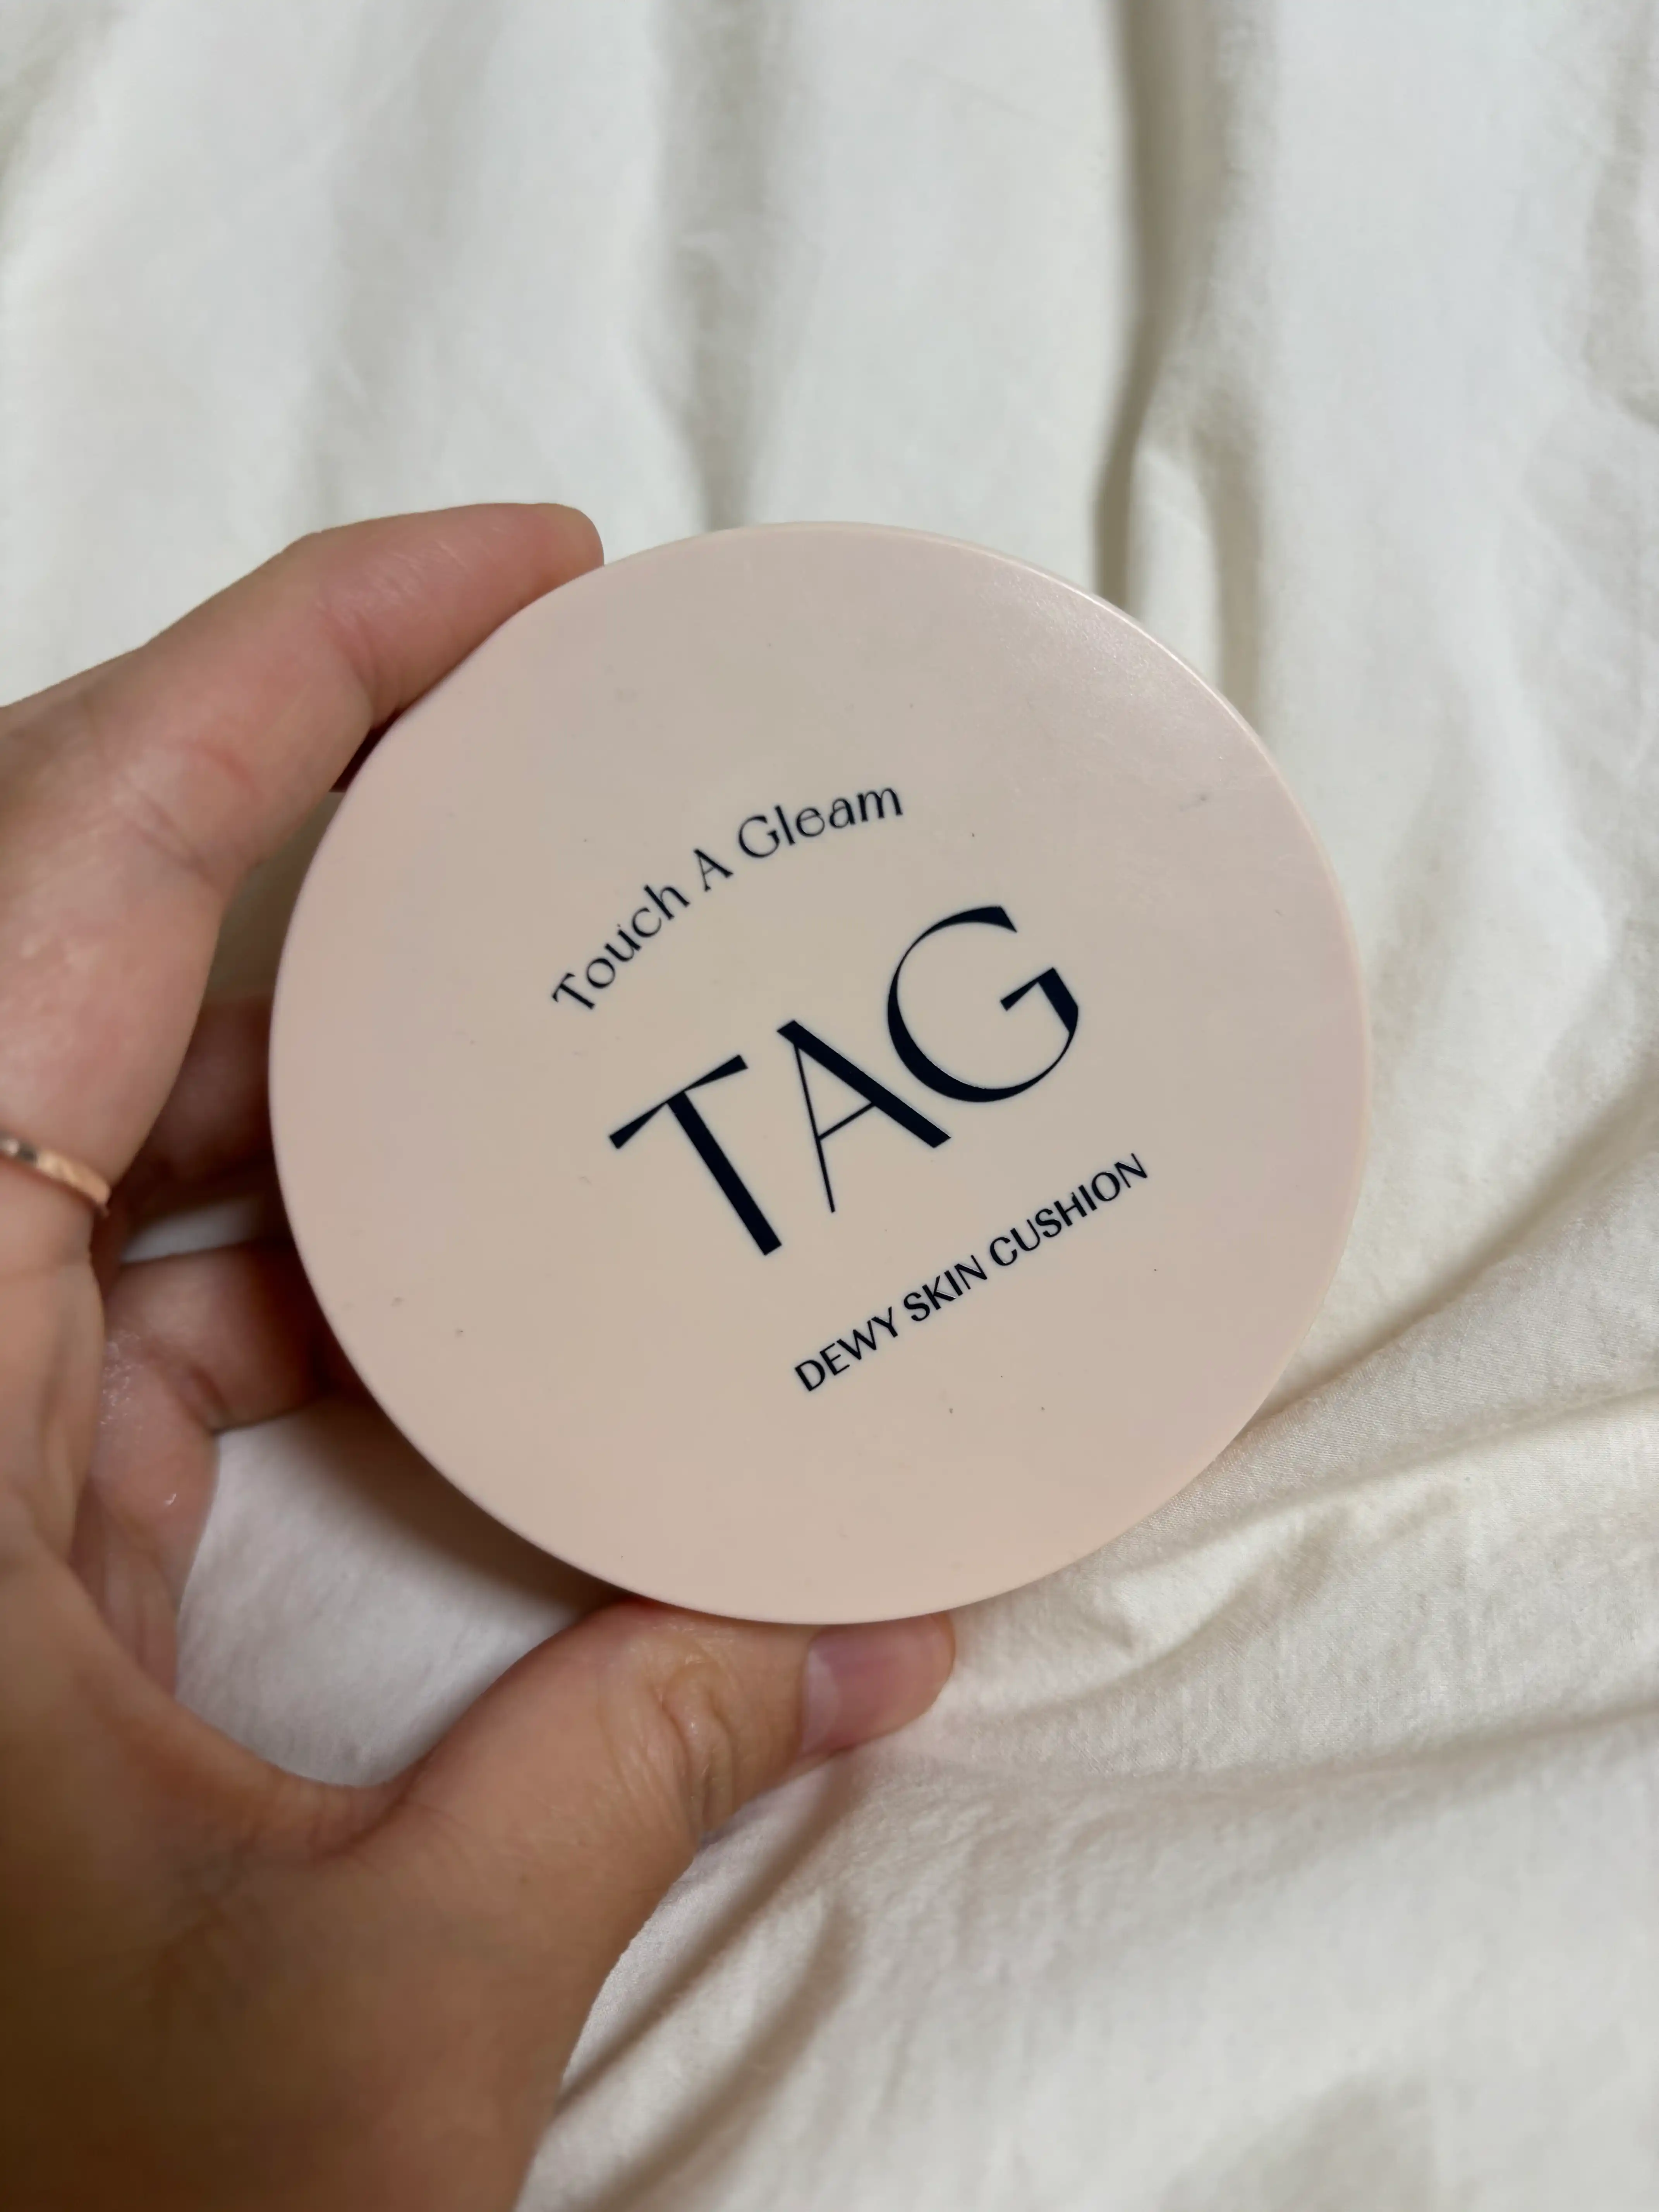 Touch A Gleam
TAG
DEWY SKIN CUSHION